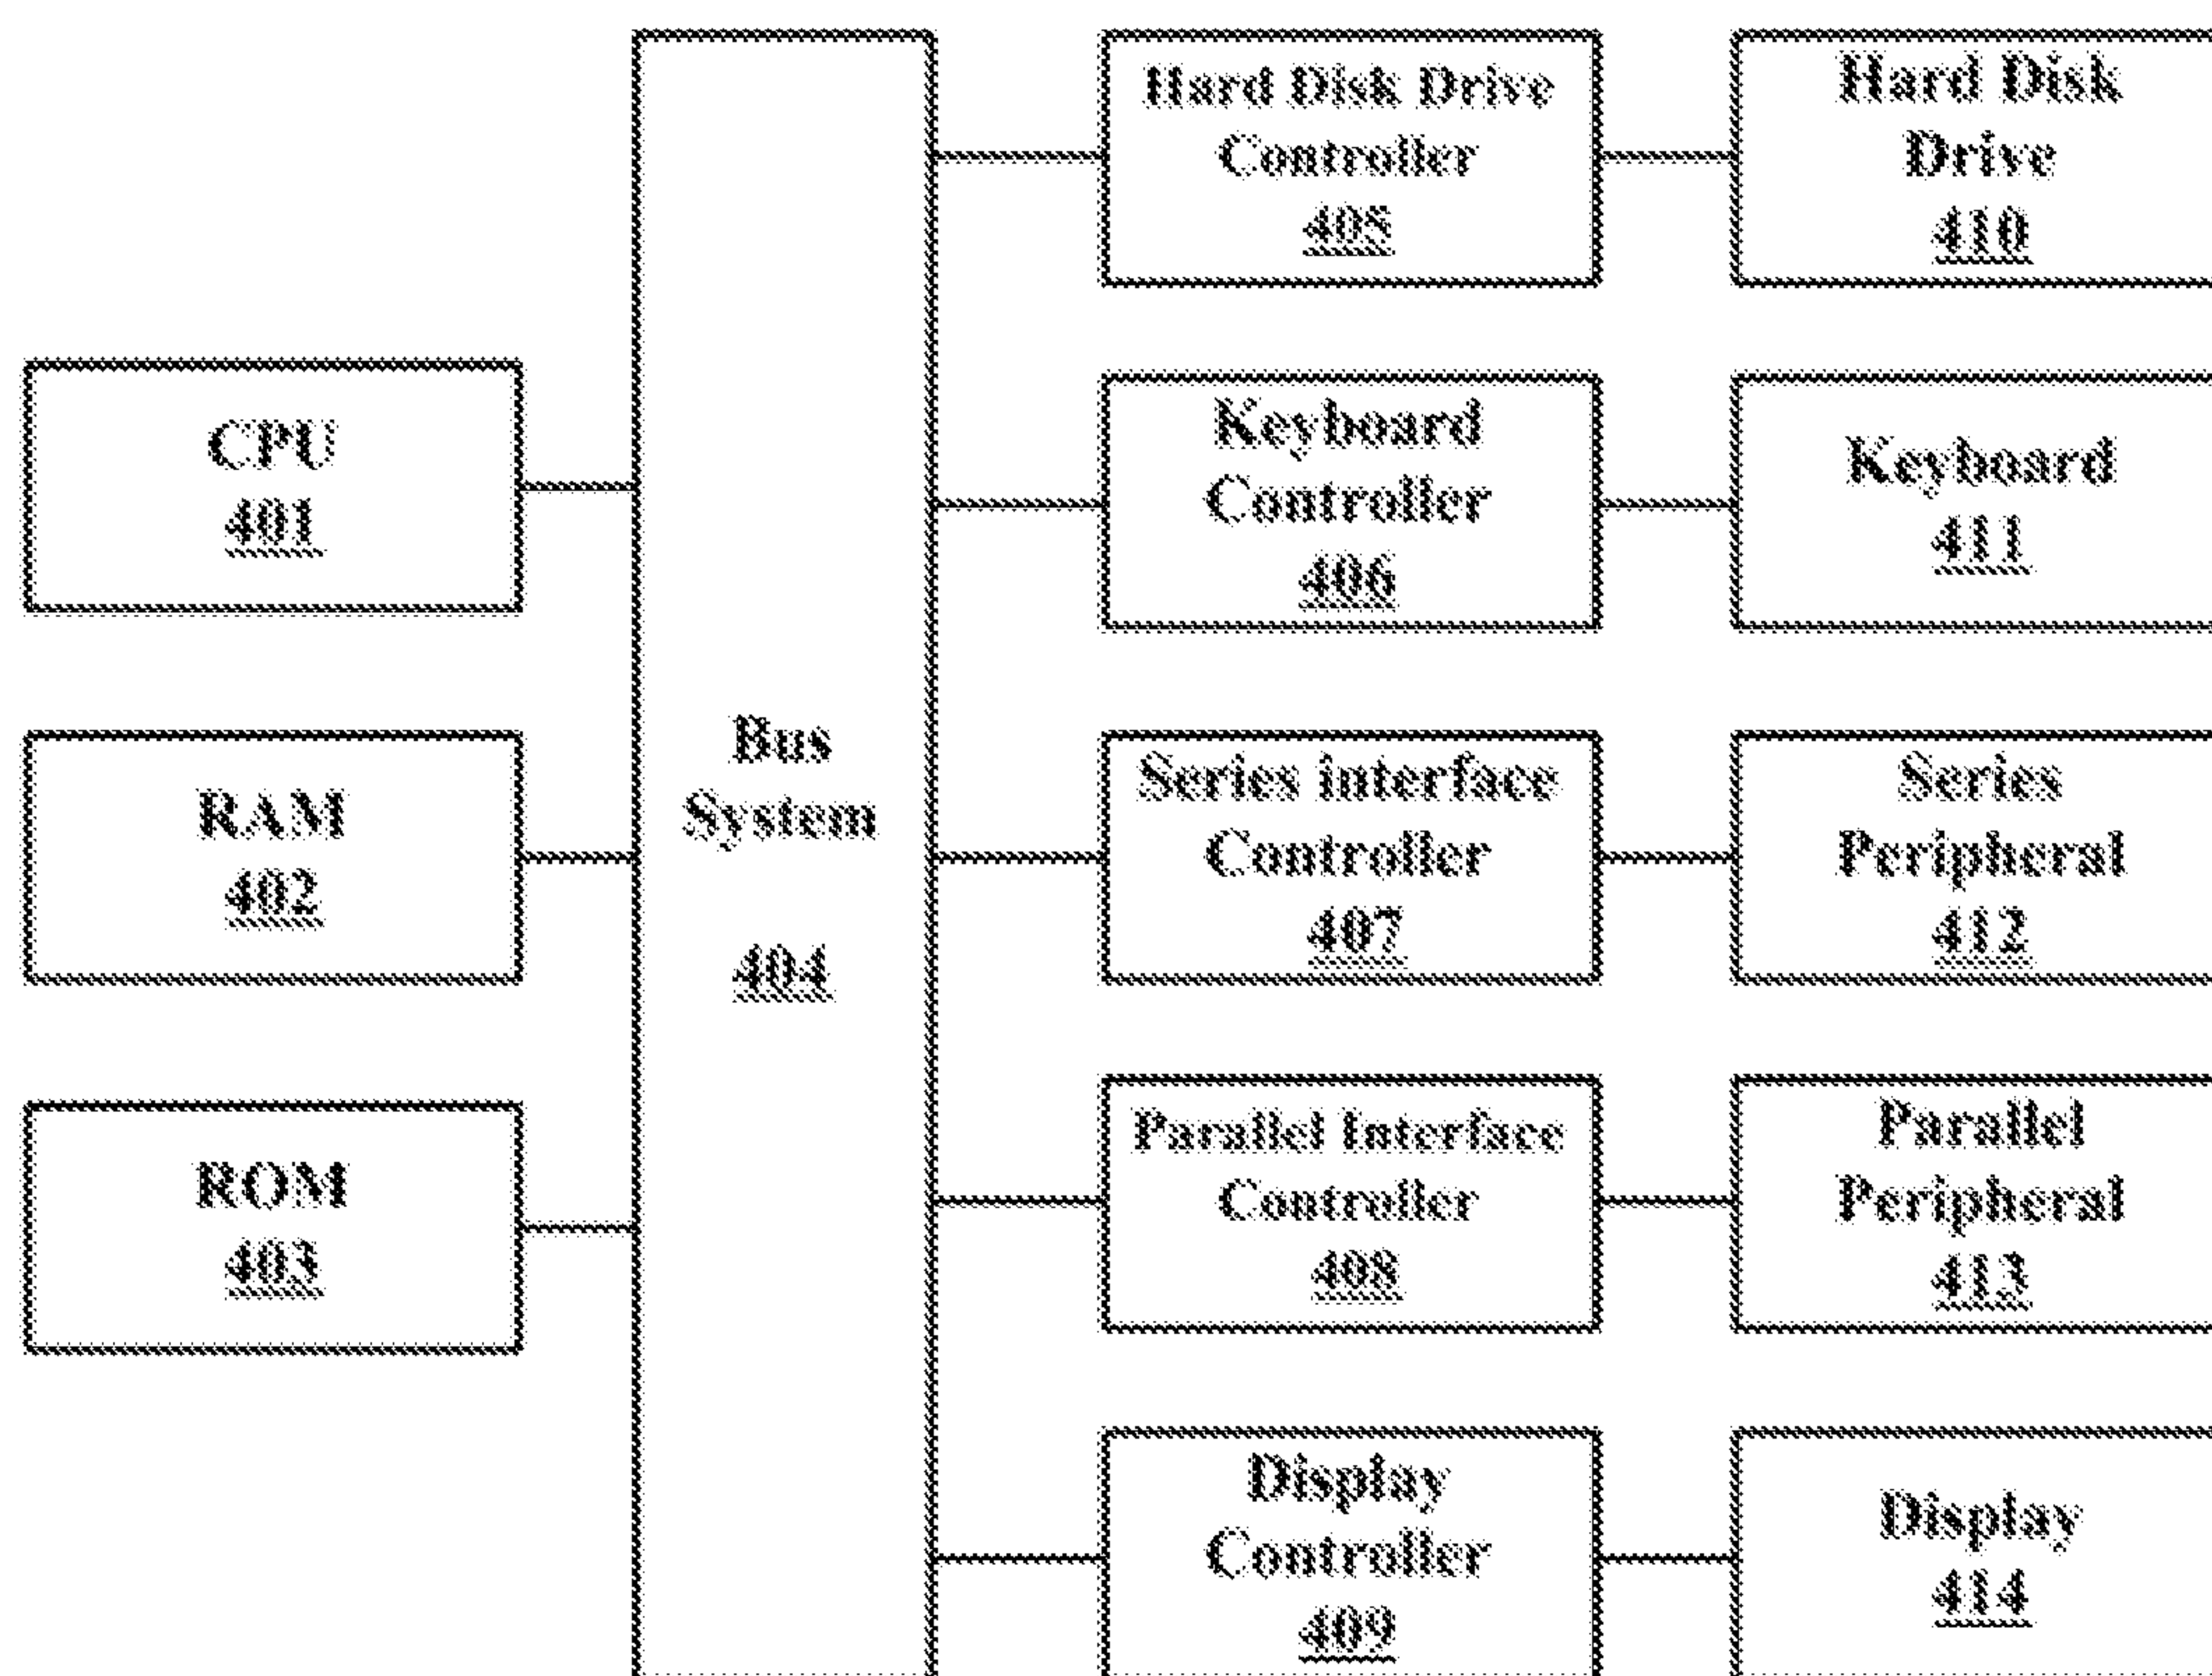 Hard Disk Drive
Controller
405
Hard Disk
Drive
410
CPU
401
Keyboard
Controller
406
Keyboard
411
Bus
System
404
RAM
402
Series interface
Controller
407
Series
Peripheral
412
ROM
403
Parallel Interface
Controller
408
Parallel
Peripheral
413
Display
Controller
409
Display
414